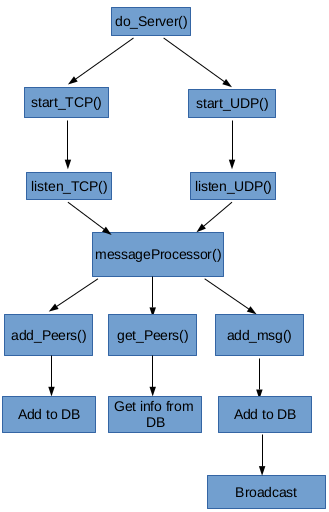 do_Server()
start_TCP()
start_UDP()
listen_TCP()
listen_UDP()
messageProcessor()
add_Peers()
get_Peers()
add_msg()
Add to DB
Get info from
DB
Add to DB
Broadcast